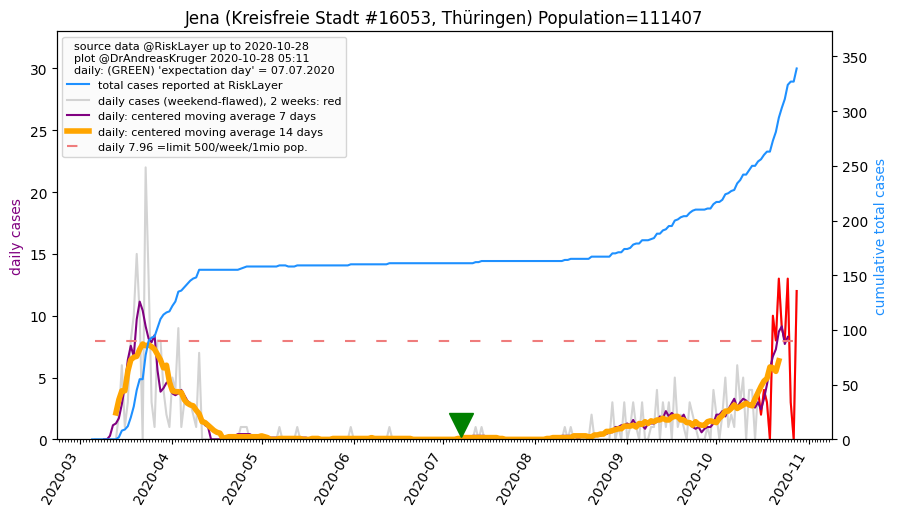 Jena (Kreisfreie Stadt #16053, Thüringen) Population=111407
source data @RiskLayer up to 2020-10-28
plot @DrAndreasKruger 2020-10-28 05:11
daily: (GREEN) 'expectation day' = 07.07.2020
total cases reported at RiskLayer
daily cases (weekend-flawed), 2 weeks: red
daily: centered moving average 7 days
daily: centered moving average 14 days
daily 7.96 =limit 500/week/1mio pop.
daily cases
30
25
20
15
10
5
0
cumulative total cases
350
300
250
200
150
100
50
0
2020-03
2020-04
2020-05
2020-06
2020-07
2020-08
2020-09
2020-10
2020-11